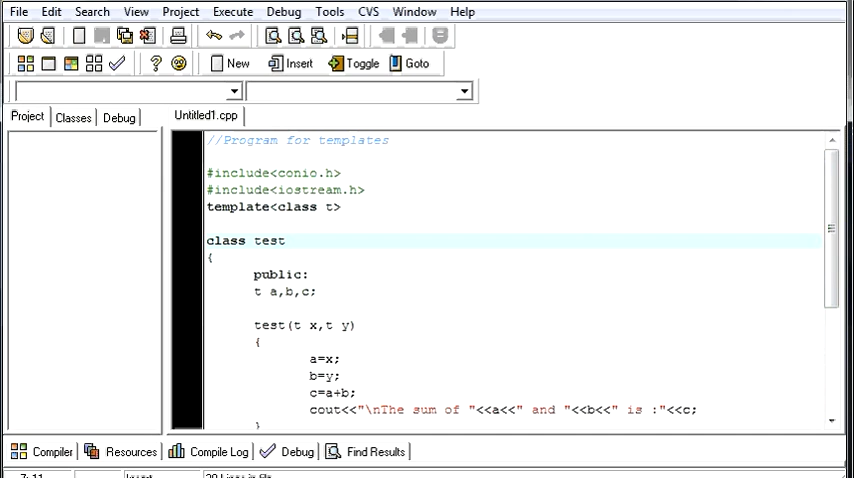 File Edit Search View Project Execute Debug Tools CVS Window Help
New Insert Toggle Goto
Project Classes Debug Untitled1.cpp
//Program for templates
#include<conio.h>
#include<iostream.h>
template<class t>
class test
{
public:
t a,b,c;
test(t x,t y)
{
a=x;
b=y;
c=a+b;
cout<<"\nThe sum of "<<a<<" and "<<b<<" is :"<<c;
}
Compiler Resources Compile Log Debug Find Results